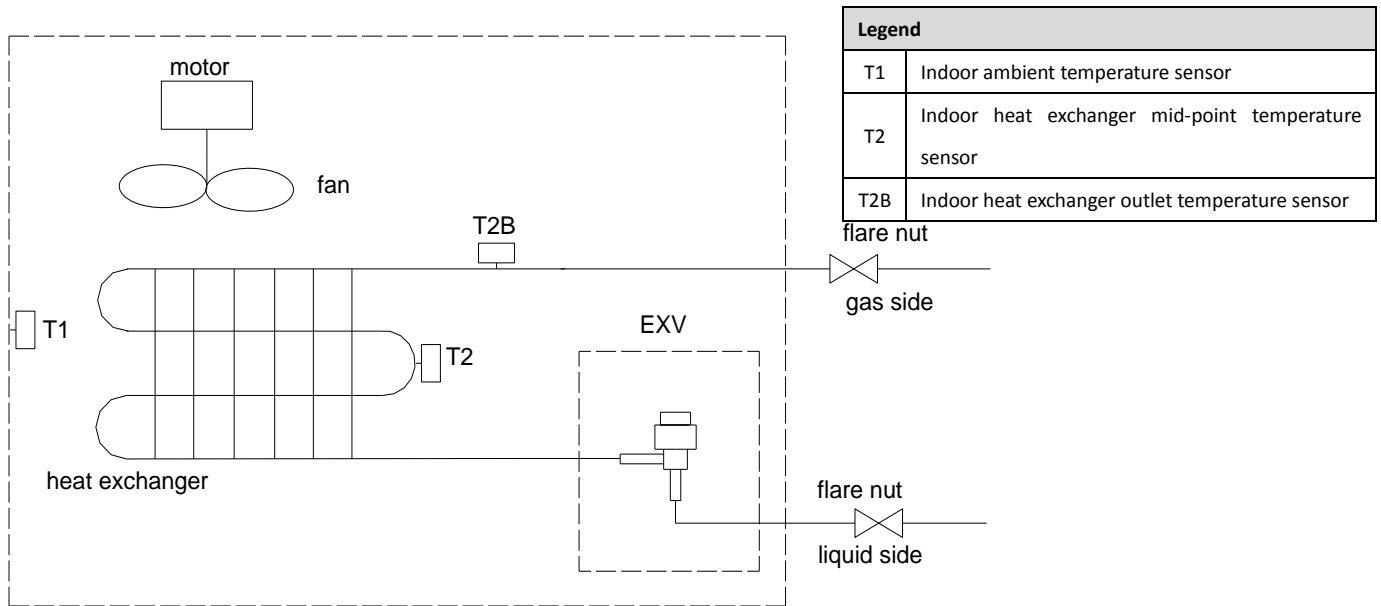 motor
fan
T2B
T1
T2
EXV
heat exchanger
flare nut
gas side
flare nut
liquid side
Legend
T1 Indoor ambient temperature sensor
T2 Indoor heat exchanger mid-point temperature
sensor
T2B Indoor heat exchanger outlet temperature sensor